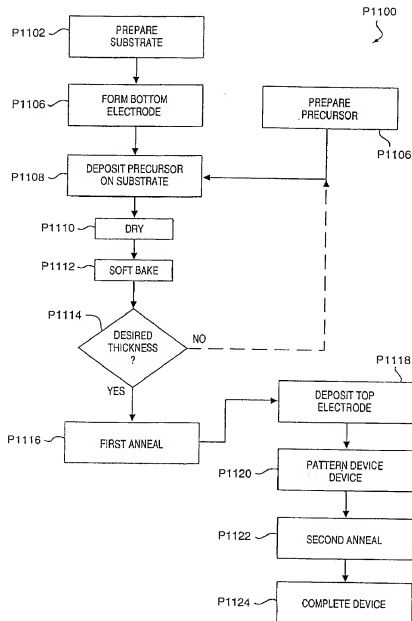 P1100
P1102
PREPARE
SUBSTRATE
P1106
FORM BOTTOM
ELECTRODE
PREPARE
PRECURSOR
P1106
P1108
DEPOSIT PRECURSOR
ON SUBSTRATE
P1110
DRY
P1112
SOFT BAKE
P1114
DESIRED
THICKNESS
?
NO
YES
P1116
FIRST ANNEAL
P1118
DEPOSIT TOP
ELECTRODE
P1120
PATTERN DEVICE
DEVICE
P1122
SECOND ANNEAL
P1124
COMPLETE DEVICE